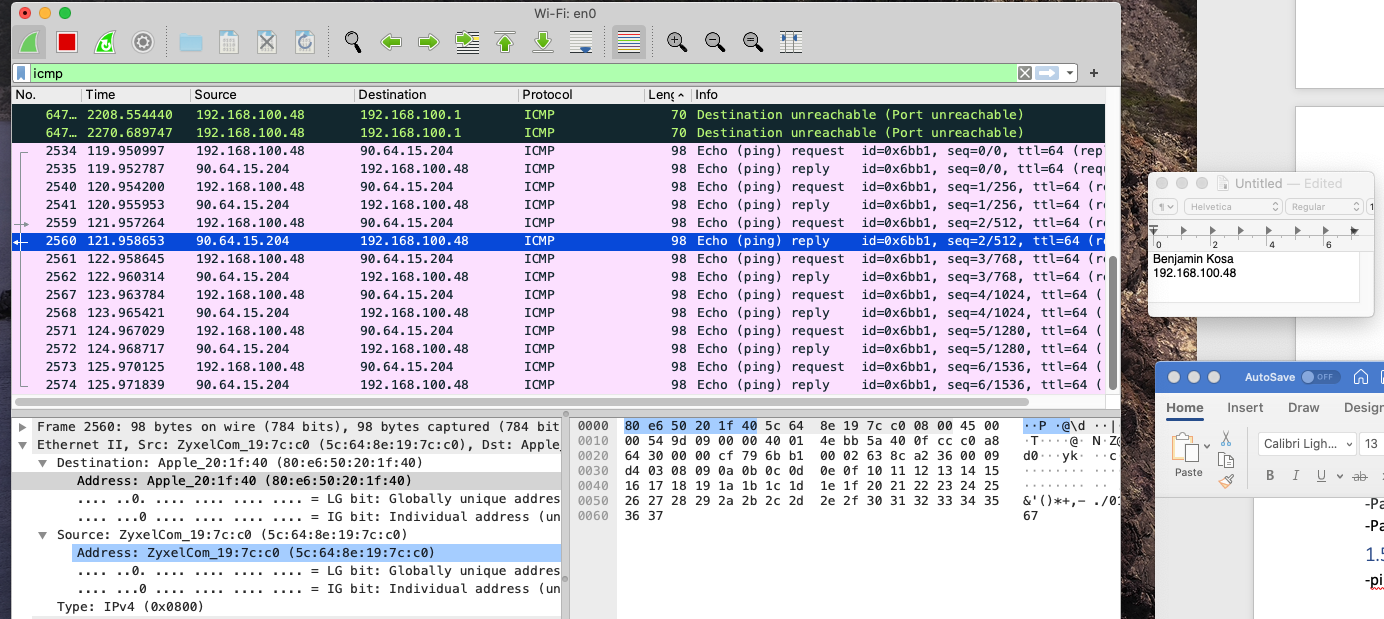 Wi-Fi: en0
icmp
No. Time Source Destination Protocol Leng Info
647… 2208.554440 192.168.100.48 192.168.100.1 ICMP 70 Destination unreachable (Port unreachable)
647… 2270.689747 192.168.100.48 192.168.100.1 ICMP 70 Destination unreachable (Port unreachable)
2534 119.950997 192.168.100.48 90.64.15.204 ICMP 98 Echo (ping) request id=0x6bb1, seq=0/0, ttl=64 (rep
2535 119.952787 90.64.15.204 192.168.100.48 ICMP 98 Echo (ping) reply id=0x6bb1, seq=0/0, ttl=64 (req
2540 120.954200 192.168.100.48 90.64.15.204 ICMP 98 Echo (ping) request id=0x6bb1, seq=1/256, ttl=64 (r
2541 120.955953 90.64.15.204 192.168.100.48 ICMP 98 Echo (ping) reply id=0x6bb1, seq=1/256, ttl=64 (r
2559 121.957264 192.168.100.48 90.64.15.204 ICMP 98 Echo (ping) request id=0x6bb1, seq=2/512, ttl=64 (r
2560 121.958653 90.64.15.204 192.168.100.48 ICMP 98 Echo (ping) reply id=0x6bb1, seq=2/512, ttl=64 (r
2561 122.958645 192.168.100.48 90.64.15.204 ICMP 98 Echo (ping) request id=0x6bb1, seq=3/768, ttl=64 (r
2562 122.960314 90.64.15.204 192.168.100.48 ICMP 98 Echo (ping) reply id=0x6bb1, seq=3/768, ttl=64 (r
2567 123.963784 192.168.100.48 90.64.15.204 ICMP 98 Echo (ping) request id=0x6bb1, seq=4/1024, ttl=64 (
2568 123.965421 90.64.15.204 192.168.100.48 ICMP 98 Echo (ping) reply id=0x6bb1, seq=4/1024, ttl=64 (
2571 124.967029 192.168.100.48 90.64.15.204 ICMP 98 Echo (ping) request id=0x6bb1, seq=5/1280, ttl=64 (
2572 124.968717 90.64.15.204 192.168.100.48 ICMP 98 Echo (ping) reply id=0x6bb1, seq=5/1280, ttl=64 (
2573 125.970125 192.168.100.48 90.64.15.204 ICMP 98 Echo (ping) request id=0x6bb1, seq=6/1536, ttl=64 (
2574 125.971839 90.64.15.204 192.168.100.48 ICMP 98 Echo (ping) reply id=0x6bb1, seq=6/1536, ttl=64 (
Frame 2560: 98 bytes on wire (784 bits), 98 bytes captured (784 bit
Ethernet II, Src: ZyxelCom_19:7c:c0 (5c:64:8e:19:7c:c0), Dst: Apple
Destination: Apple_20:1f:40 (80:e6:50:20:1f:40)
Address: Apple_20:1f:40 (80:e6:50:20:1f:40)
.... ..0. .... .... .... .... = LG bit: Globally unique addres
.... ...0 .... .... .... .... = IG bit: Individual address (un
Source: ZyxelCom_19:7c:c0 (5c:64:8e:19:7c:c0)
Address: ZyxelCom_19:7c:c0 (5c:64:8e:19:7c:c0)
.... ..0. .... .... .... .... = LG bit: Globally unique addres
.... ...0 .... .... .... .... = IG bit: Individual address (un
Type: IPv4 (0x0800)
0000 80 e6 50 20 1f 40 5c 64 8e 19 7c c0 08 00 45 00 ··P ·@\d ··|·
0010 00 54 9d 09 00 00 40 01 4e bb 5a 40 0f cc c0 a8 ·T····@· N·Z@
0020 64 30 00 00 cf 79 6b b1 00 02 63 8c a2 36 00 09 d0···yk· ··c
0030 d4 03 08 09 0a 0b 0c 0d 0e 0f 10 11 12 13 14 15
0040 16 17 18 19 1a 1b 1c 1d 1e 1f 20 21 22 23 24 25
0050 26 27 28 29 2a 2b 2c 2d 2e 2f 30 31 32 33 34 35 &'()*+,- ./01
0060 36 37 67
Untitled — Edited
Helvetica Regular 1
0 2 4 6
Benjamin Kosa
192.168.100.48
AutoSave OFF
Home Insert Draw Design
Paste
Calibri Ligh... 13
B I U ab
-Pa
-Pa
1.5
-pi